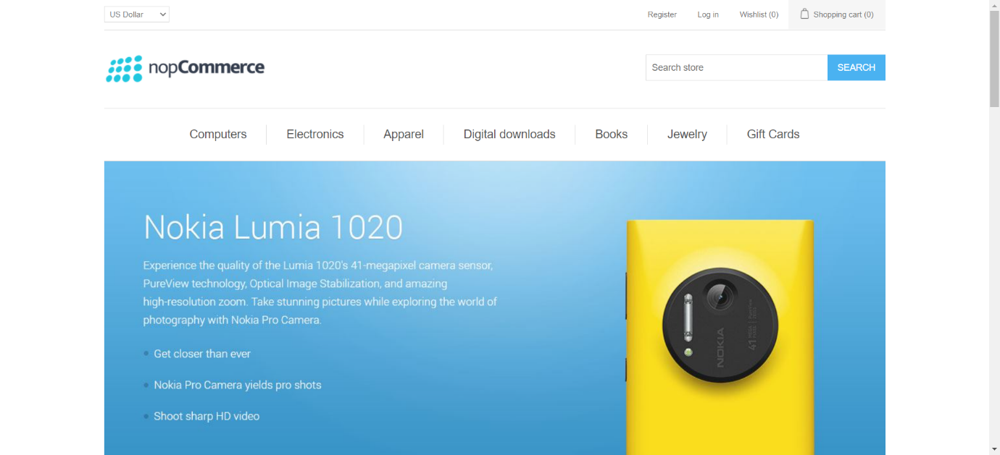 US Dollar
Register
Log in
Wishlist (0)
Shopping cart (0)
nopCommerce
Search store
SEARCH
Computers
Electronics
Apparel
Digital downloads
Books
Jewelry
Gift Cards
Nokia Lumia 1020
Experience the quality of the Lumia 1020's 41-megapixel camera sensor,
PureView technology, Optical Image Stabilization, and amazing
high-resolution zoom. Take stunning pictures while exploring the world of
photography with Nokia Pro Camera.
Get closer than ever
Nokia Pro Camera yields pro shots
Shoot sharp HD video
NOKIA
41